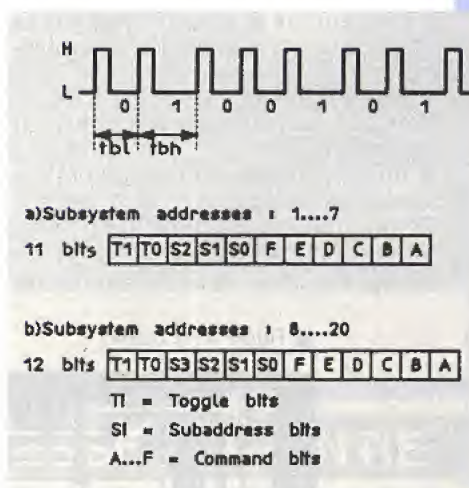 H
L
0 1 0 0 1 0 1
tbl tbh
a)Subsystem addresses : 1....7
11 bits T1 T0 S2 S1 S0 F E D C B A
b)Subsystem addresses : 8....20
12 bits T1 T0 S3 S2 S1 S0 F E D C B A
TI = Toggle bits
SI = Subaddress bits
A...F = Command bits